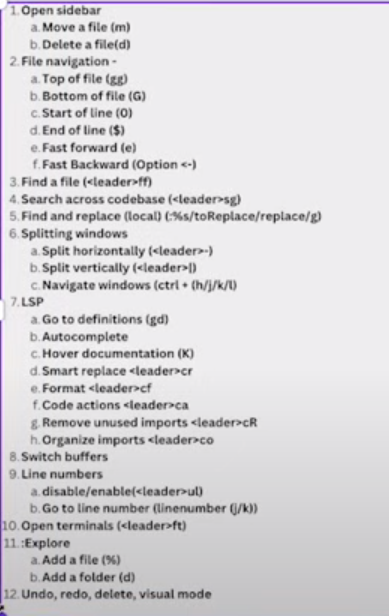 1. Open sidebar
a. Move a file (m)
b. Delete a file(d)
2. File navigation -
a. Top of file (gg)
b. Bottom of file (G)
c. Start of line (0)
d. End of line ($)
e. Fast forward (e)
f. Fast Backward (Option <-)
3. Find a file (<leader>ff)
4. Search across codebase (<leader>sg)
5. Find and replace (local) (:%s/toReplace/replace/g)
6. Splitting windows
a. Split horizontally (<leader>-)
b. Split vertically (<leader>|)
c. Navigate windows (ctrl + (h/j/k/l)
7. LSP
a. Go to definitions (gd)
b. Autocomplete
c. Hover documentation (K)
d. Smart replace <leader>cr
e. Format <leader>cf
f. Code actions <leader>ca
g. Remove unused imports <leader>cR
h. Organize imports <leader>co
8. Switch buffers
9. Line numbers
a. disable/enable(<leader>ul)
b. Go to line number (linenumber (j/k))
10. Open terminals (<leader>ft)
11. :Explore
a. Add a file (%)
b. Add a folder (d)
12. Undo, redo, delete, visual mode